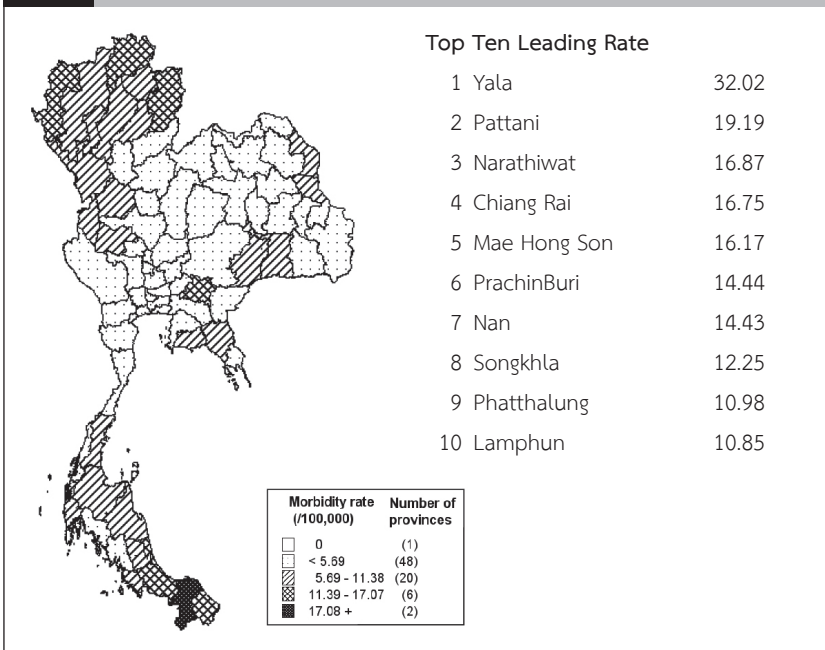 Top Ten Leading Rate
1 Yala 32.02
2 Pattani 19.19
3 Narathiwat 16.87
4 Chiang Rai 16.75
5 Mae Hong Son 16.17
6 PrachinBuri 14.44
7 Nan 14.43
8 Songkhla 12.25
9 Phatthalung 10.98
10 Lamphun 10.85
Morbidity rate Number of
(/100,000) provinces
0 (1)
< 5.69 (48)
5.69 - 11.38 (20)
11.39 - 17.07 (6)
17.08 + (2)